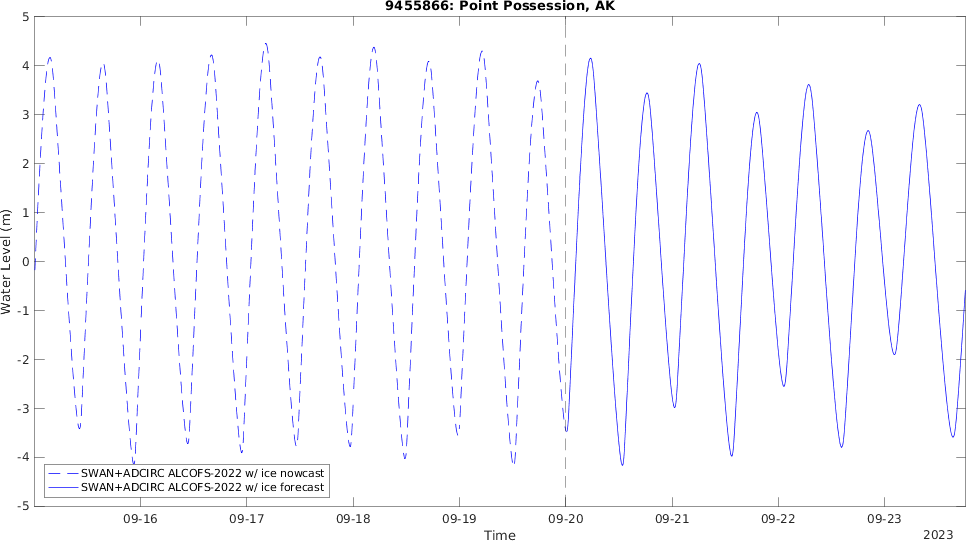 9455866: Point Possession, AK
5
4
3
2
1
0
-1
-2
-3
-4
-5
Water Level (m)
SWAN+ADCIRC ALCOFS-2022 w/ ice nowcast
SWAN+ADCIRC ALCOFS-2022 w/ ice forecast
09-16 09-17 09-18 09-19 09-20 09-21 09-22 09-23
Time
2023